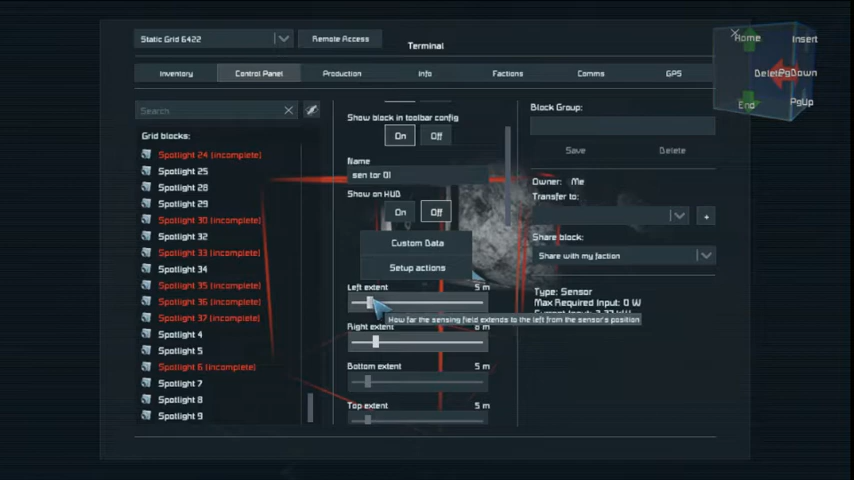 Static Grid 6422
Remote Access
Terminal
Home
Insert
Delete
PgDown
End
PgUp
Inventory
Control Panel
Production
Info
Factions
Comms
GPS
Search
Grid blocks:
Spotlight 24 (incomplete)
Spotlight 25
Spotlight 28
Spotlight 29
Spotlight 30 (incomplete)
Spotlight 32
Spotlight 33 (incomplete)
Spotlight 34
Spotlight 35 (incomplete)
Spotlight 36 (incomplete)
Spotlight 37 (incomplete)
Spotlight 4
Spotlight 5
Spotlight 6 (incomplete)
Spotlight 7
Spotlight 8
Spotlight 9
Show block in toolbar config
On Off
Name
sen tor 01
Show on HUD
On Off
Custom Data
Setup actions
Left extent 5 m
How far the sensing field extends to the left from the sensor's position
Right extent
Bottom extent 5 m
Top extent 5 m
Block Group:
Save Delete
Owner: Me
Transfer to:
+
Share block:
Share with my faction
Type: Sensor
Max Required Input: 0 W